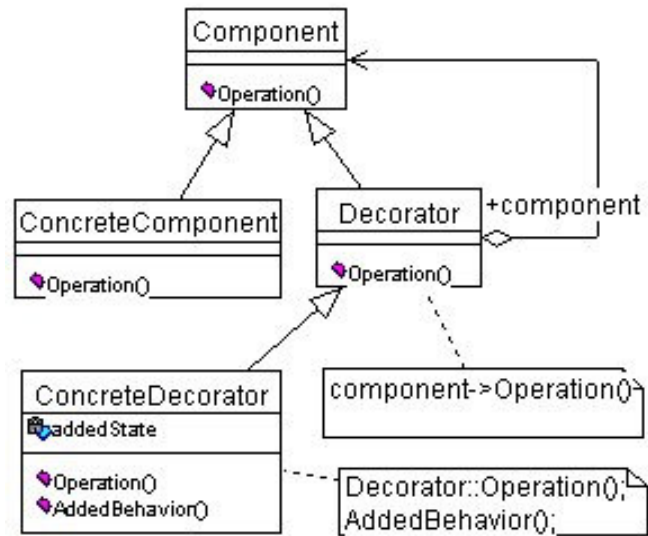 Component
Operation()
ConcreteComponent
Operation()
Decorator
+component
Operation()
component->Operation()
ConcreteDecorator
addedState
Operation()
AddedBehavior()
Decorator::Operation();
AddedBehavior();